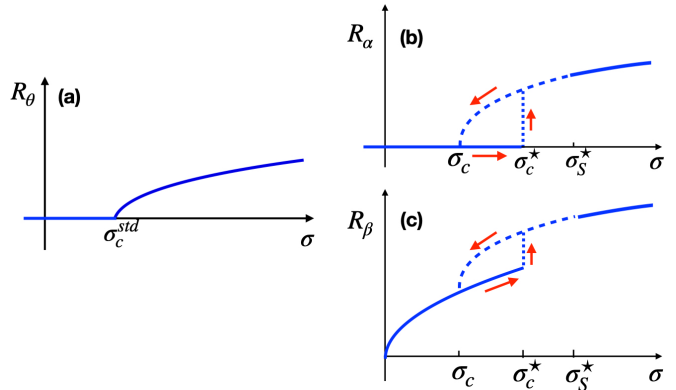 R_θ (a)
σ_c^{std} σ
R_α (b)
σ_c σ_c^★ σ_S^★ σ
R_β (c)
σ_c σ_c^★ σ_S^★ σ